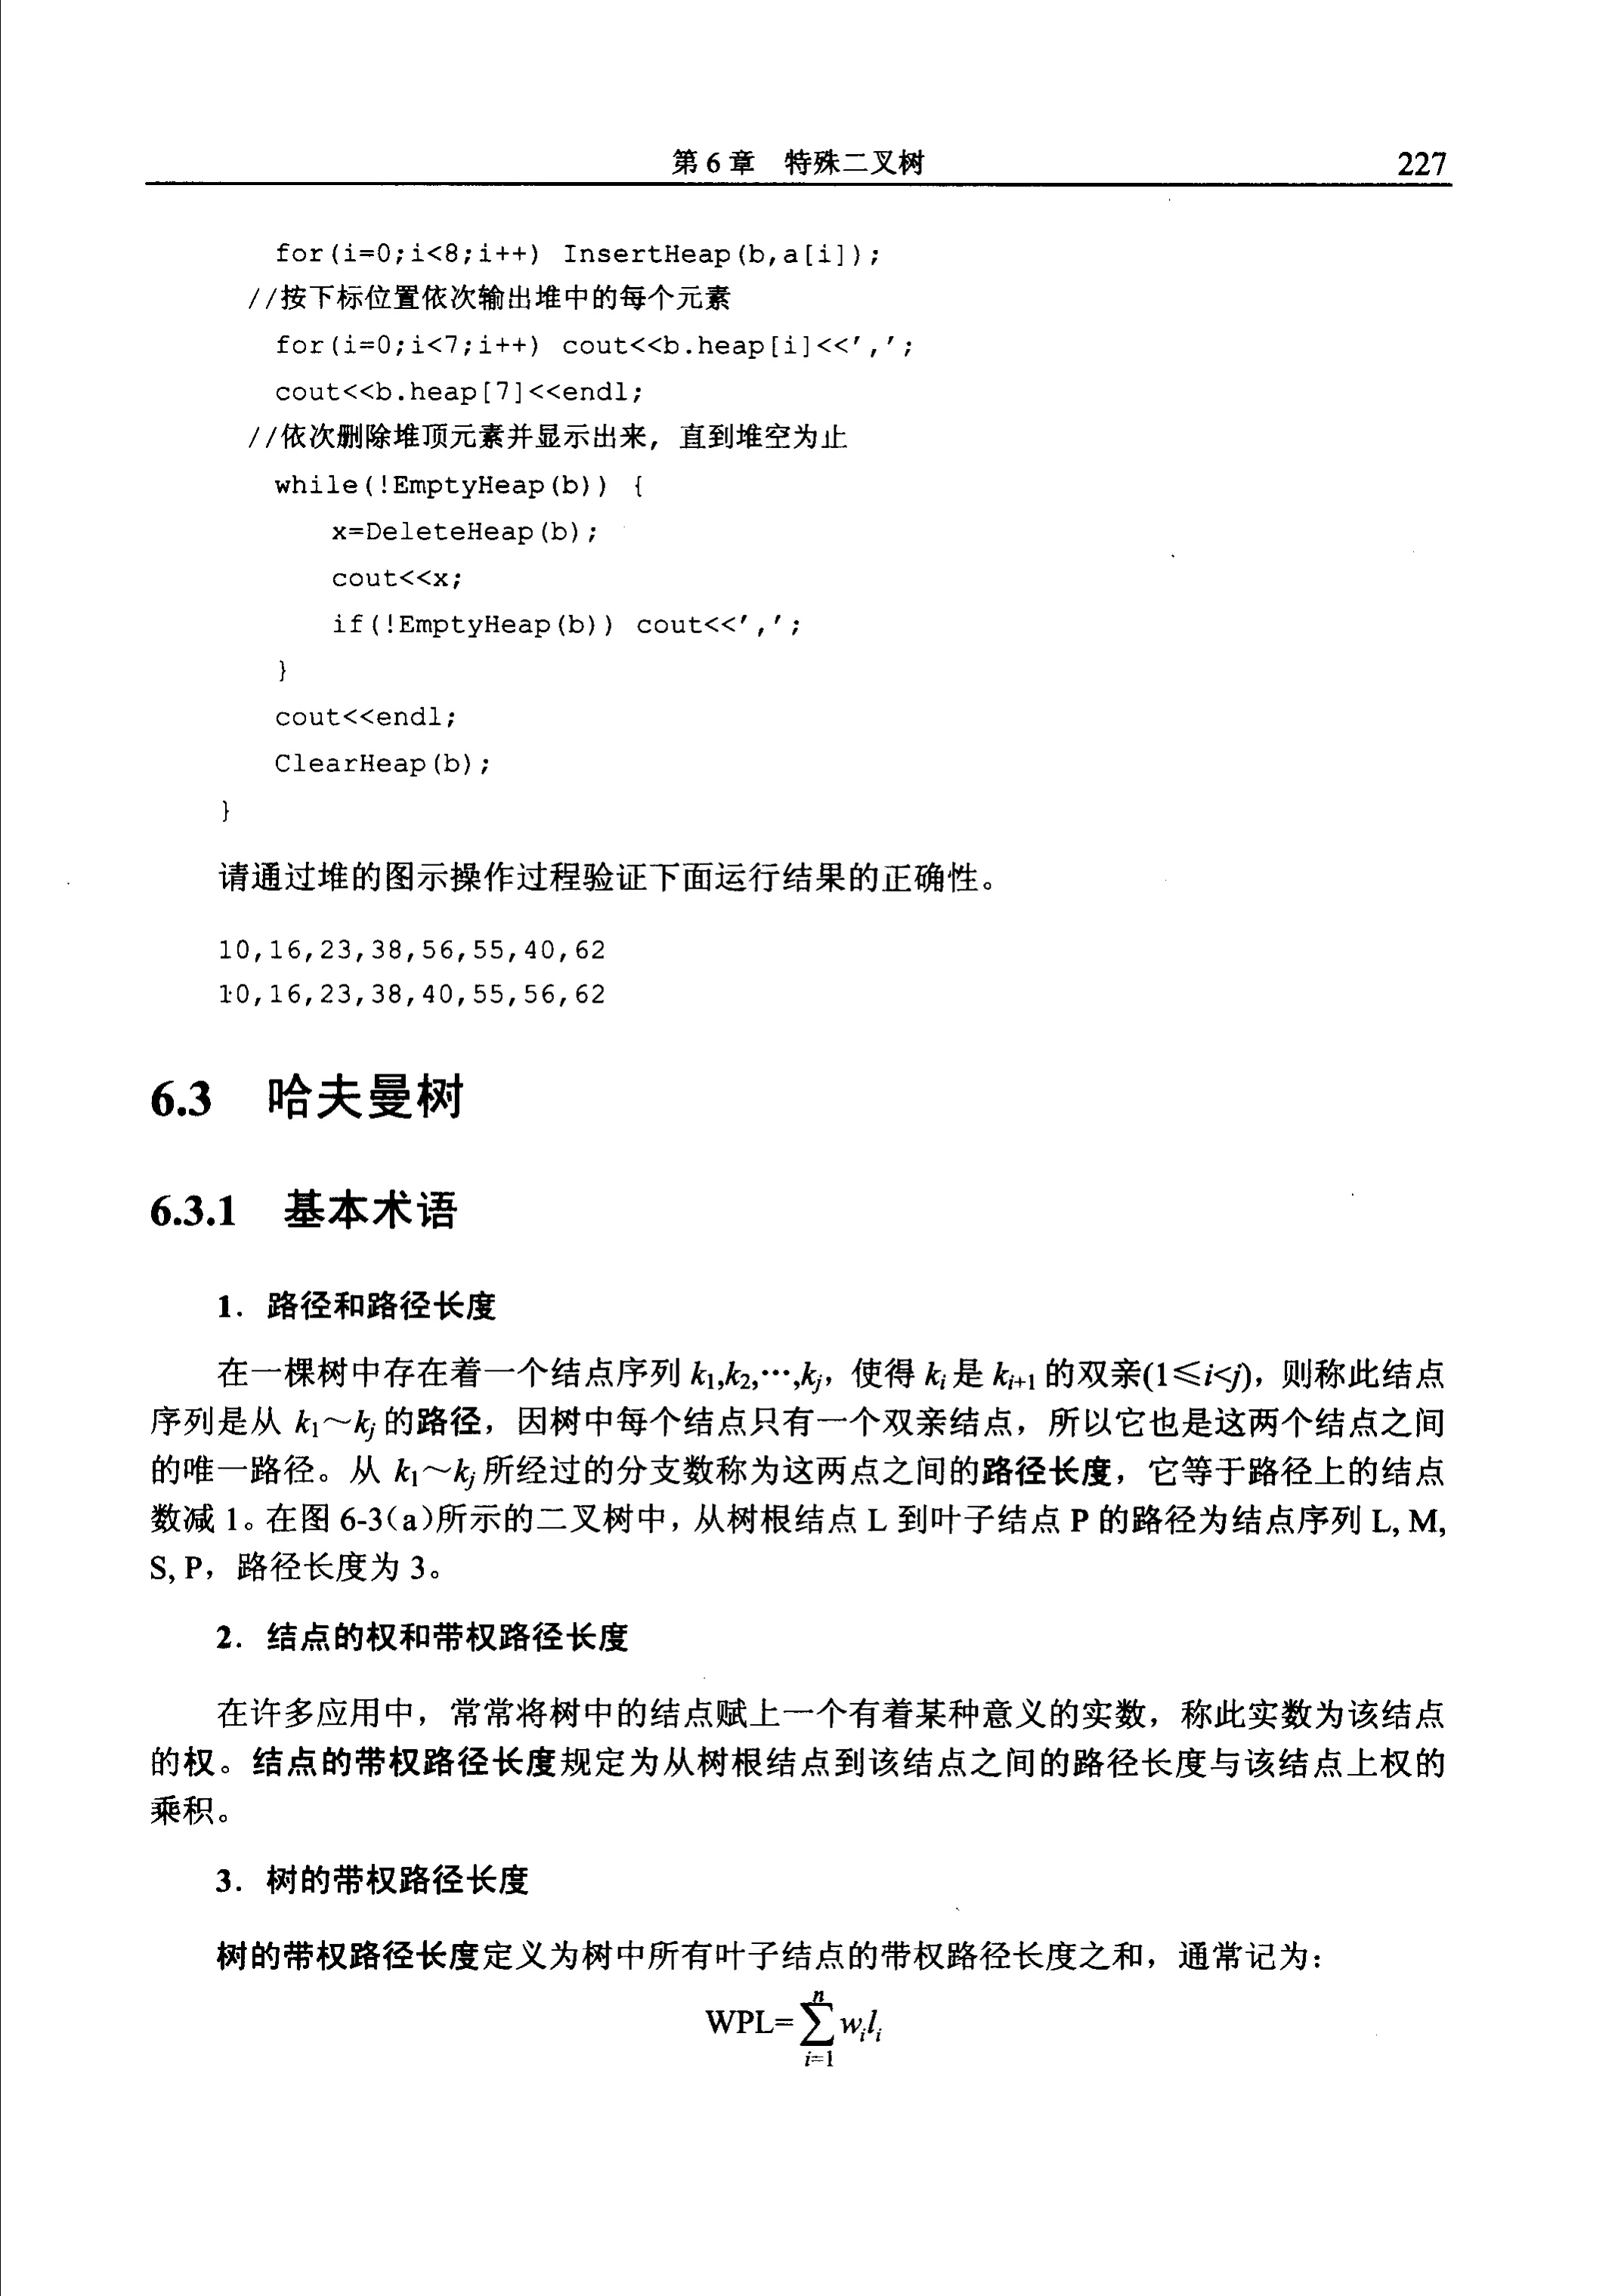 第 6 章 特殊二叉树 227
for(i=0;i<8;i++) InsertHeap(b,a[i]);
//按下标位置依次输出堆中的每个元素
for(i=0;i<7;i++) cout<<b.heap[i]<<',';
cout<<b.heap[7]<<endl;
//依次删除堆顶元素并显示出来，直到堆空为止
while(!EmptyHeap(b)) {
x=DeleteHeap(b);
cout<<x;
if(!EmptyHeap(b)) cout<<',';
}
cout<<endl;
ClearHeap(b);
}
请通过堆的图示操作过程验证下面运行结果的正确性。
10,16,23,38,56,55,40,62
10,16,23,38,40,55,56,62
6.3 哈夫曼树
6.3.1 基本术语
1．路径和路径长度
在一棵树中存在着一个结点序列 k₁,k₂,…,kⱼ，使得 kᵢ 是 kᵢ₊₁ 的双亲(1≤i<j)，则称此结点
序列是从 k₁～kⱼ 的路径，因树中每个结点只有一个双亲结点，所以它也是这两个结点之间
的唯一路径。从 k₁～kⱼ 所经过的分支数称为这两点之间的路径长度，它等于路径上的结点
数减 1。在图 6-3(a)所示的二叉树中，从树根结点 L 到叶子结点 P 的路径为结点序列 L, M,
S, P，路径长度为 3。
2．结点的权和带权路径长度
在许多应用中，常常将树中的结点赋上一个有着某种意义的实数，称此实数为该结点
的权。结点的带权路径长度规定为从树根结点到该结点之间的路径长度与该结点上权的
乘积。
3．树的带权路径长度
树的带权路径长度定义为树中所有叶子结点的带权路径长度之和，通常记为：
WPL=∑ⁿᵢ₌₁ wᵢlᵢ